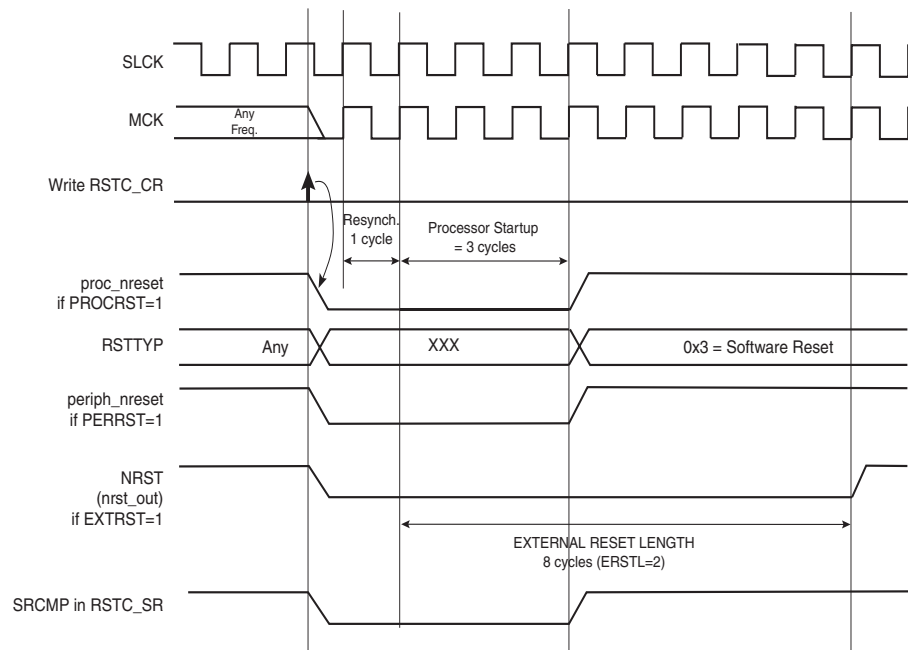 SLCK
MCK
Any
Freq.
Write RSTC_CR
Resynch.
1 cycle
Processor Startup
= 3 cycles
proc_nreset
if PROCRST=1
RSTTYP
Any
XXX
0x3 = Software Reset
periph_nreset
if PERRST=1
NRST
(nrst_out)
if EXTRST=1
EXTERNAL RESET LENGTH
8 cycles (ERSTL=2)
SRCMP in RSTC_SR